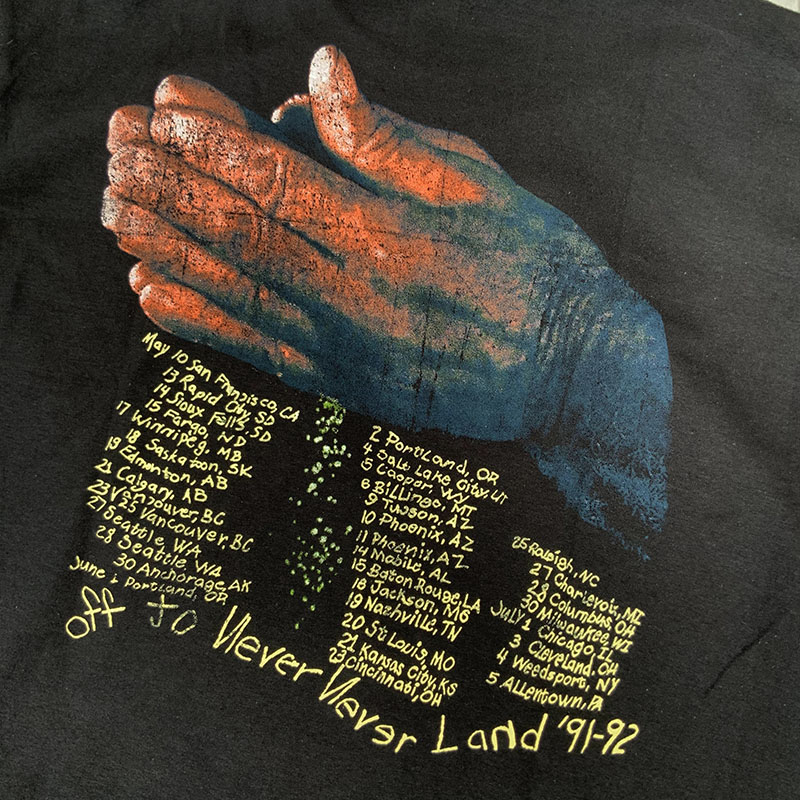 May 10 San Franzisco, CA
13 Rapid City, SD
14 Sioux Falls, SD
15 Fargo, ND
17 Winnipeg, MB
18 Saskaton, SK
19 Edmonton, AB
21 Calgary, AB
23 Vancouver, BC
25 Vancouver, BC
27 Seattle, WA
28 Seattle WA
30 Anchorage, AK
June 1 Portland, OR
2 Portland, OR
4 Salt Lake City, UT
5 Casper, WY
6 Billings, MT
9 Tucson, AZ
10 Phoenix, AZ
11 Phoenix, AZ
14 Mobile, AL
15 Baton Rouge, LA
18 Jackson, MG
19 Nazhville, TN
20 St Louis, MO
21 Kansas City, KS
23 Cincinnati, OH
25 Raleigh, NC
27 Charlevoix, MI
28 Columbus, OH
30 Milwaukee, WI
July 1 Chicago, IL
3 Cleveland, OH
4 Weedsport, NY
5 Allentown, PA
off to Never Never Land '91-92